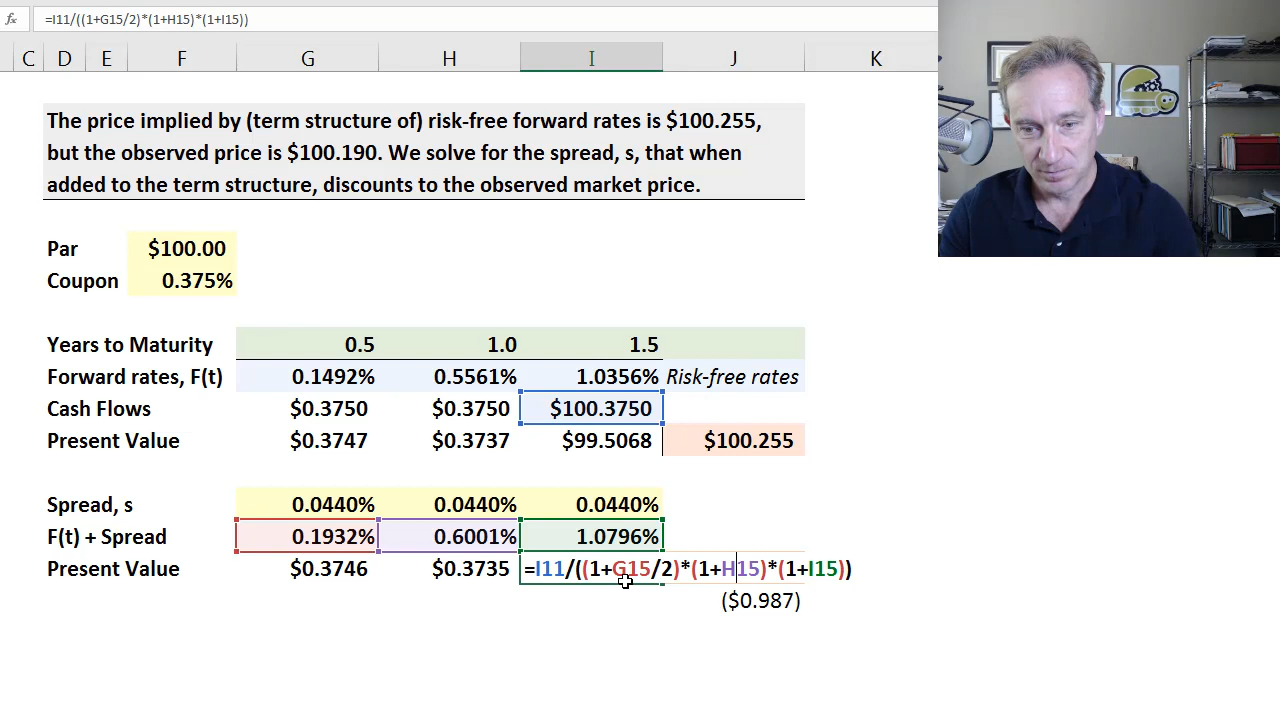 fx =I11/((1+G15/2)*(1+H15)*(1+I15))
C D E F G H I J K
The price implied by (term structure of) risk-free forward rates is $100.255,
but the observed price is $100.190. We solve for the spread, s, that when
added to the term structure, discounts to the observed market price.
Par $100.00
Coupon 0.375%
Years to Maturity 0.5 1.0 1.5
Forward rates, F(t) 0.1492% 0.5561% 1.0356% Risk-free rates
Cash Flows $0.3750 $0.3750 $100.3750
Present Value $0.3747 $0.3737 $99.5068 $100.255
Spread, s 0.0440% 0.0440% 0.0440%
F(t) + Spread 0.1932% 0.6001% 1.0796%
Present Value $0.3746 $0.3735 =I11/((1+G15/2)*(1+H15)*(1+I15))
($0.987)